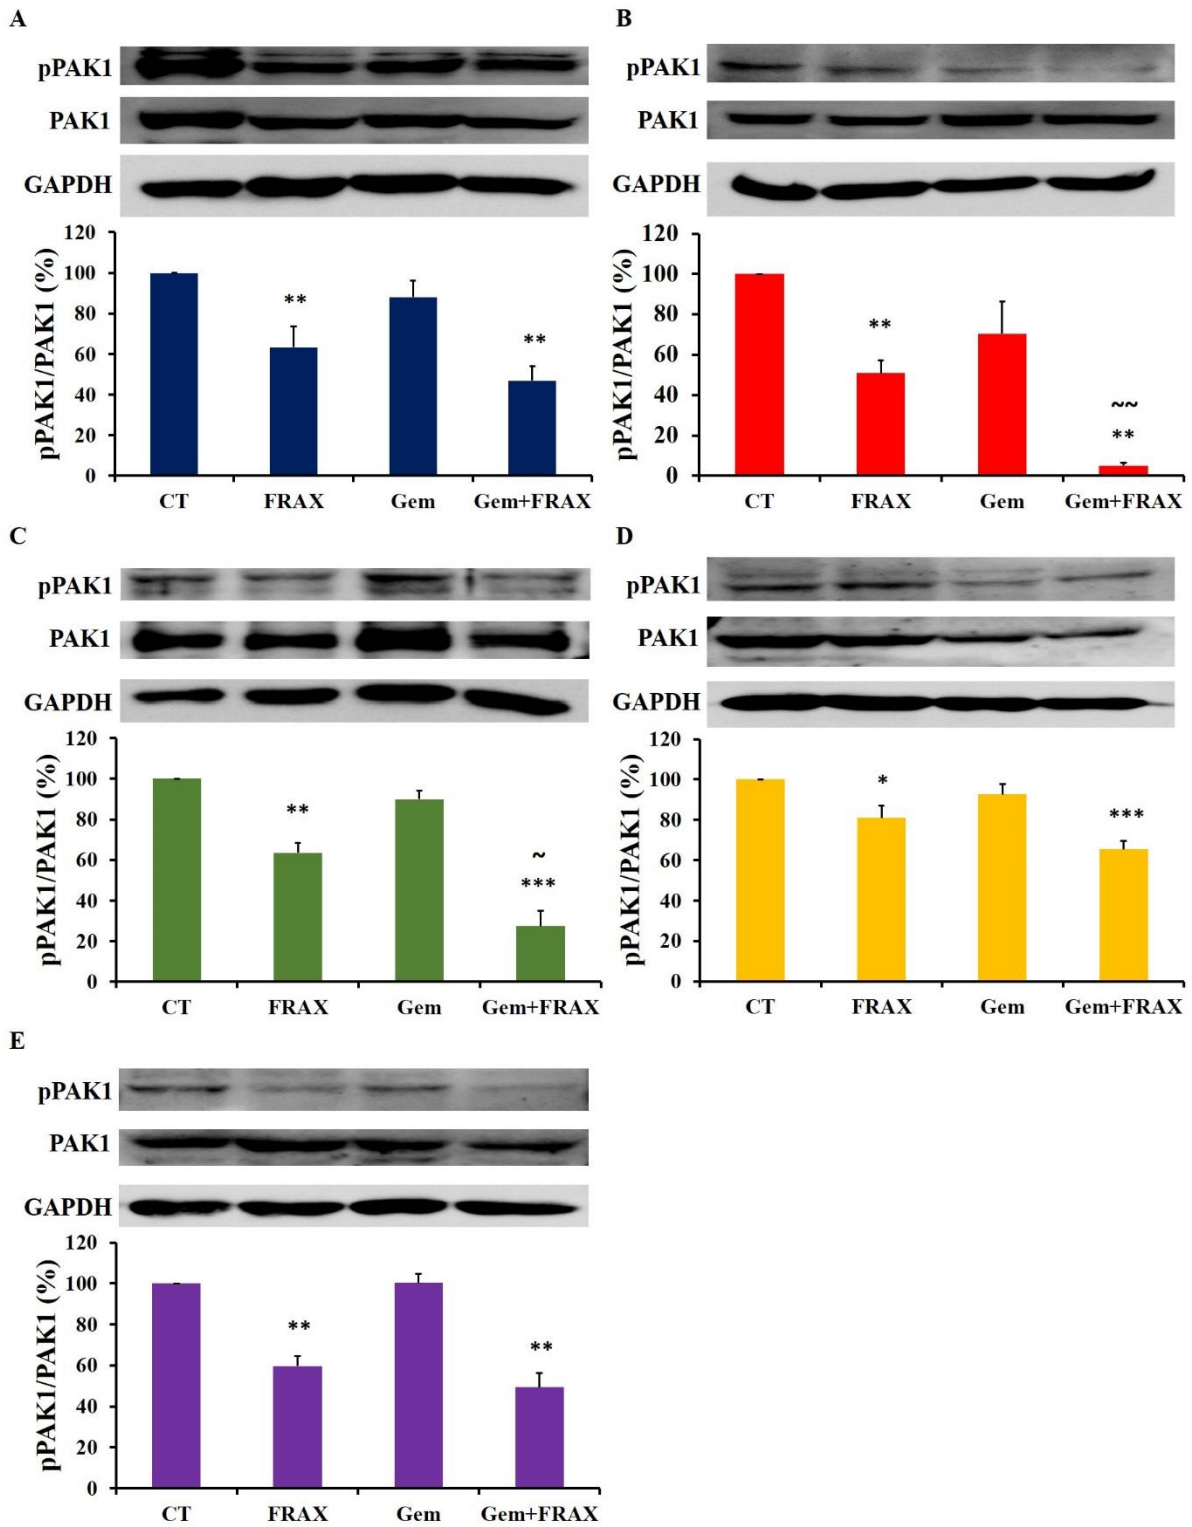 A
pPAK1
PAK1
GAPDH
pPAK1/PAK1 (%)
120
100
80
60
40
20
0
**
**
CT FRAX Gem Gem+FRAX
B
pPAK1
PAK1
GAPDH
pPAK1/PAK1 (%)
120
100
80
60
40
20
0
**
~~
**
CT FRAX Gem Gem+FRAX
C
pPAK1
PAK1
GAPDH
pPAK1/PAK1 (%)
120
100
80
60
40
20
0
**
~
***
CT FRAX Gem Gem+FRAX
D
pPAK1
PAK1
GAPDH
pPAK1/PAK1 (%)
120
100
80
60
40
20
0
*
***
CT FRAX Gem Gem+FRAX
E
pPAK1
PAK1
GAPDH
pPAK1/PAK1 (%)
120
100
80
60
40
20
0
**
**
CT FRAX Gem Gem+FRAX